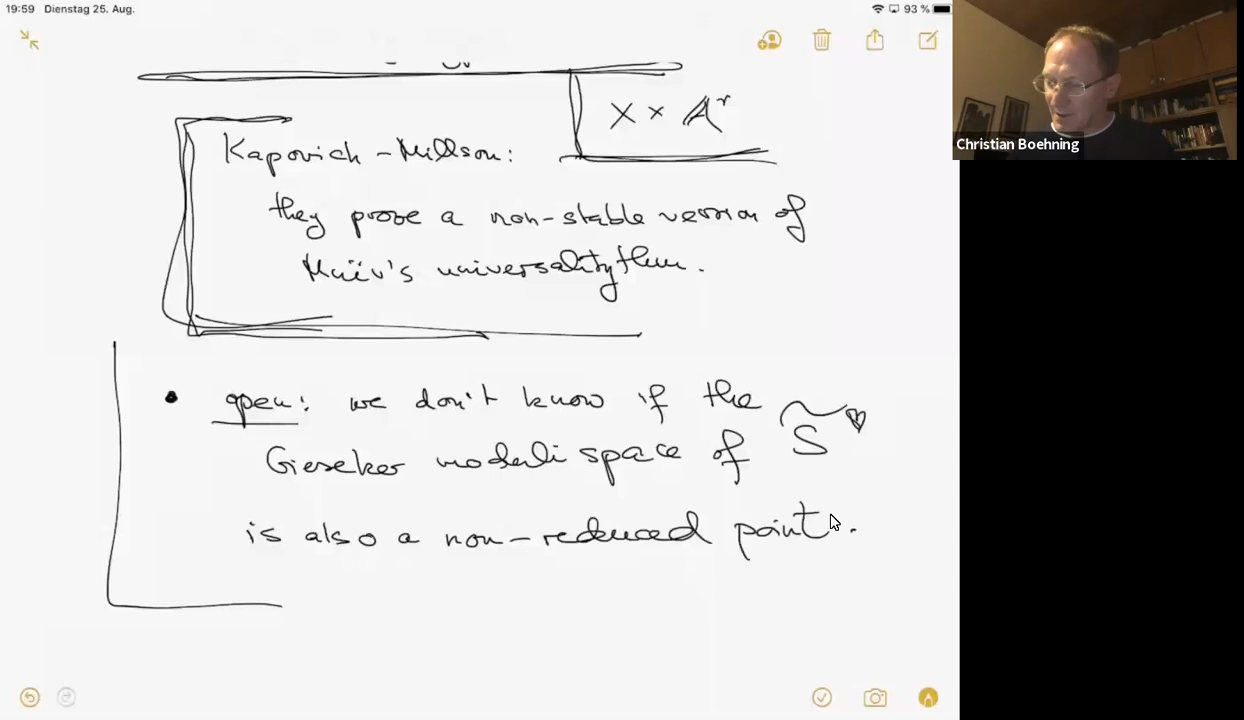 19:59 Dienstag 25. Aug.
93 %
Christian Boehning
X × 𝔸^r
Kapovich - Millson:
they prove a non-stable version of
Mnëv's universality thm.
• open: we don't know if the
Gieseker moduli space of S̃^♡
is also a non-reduced point.